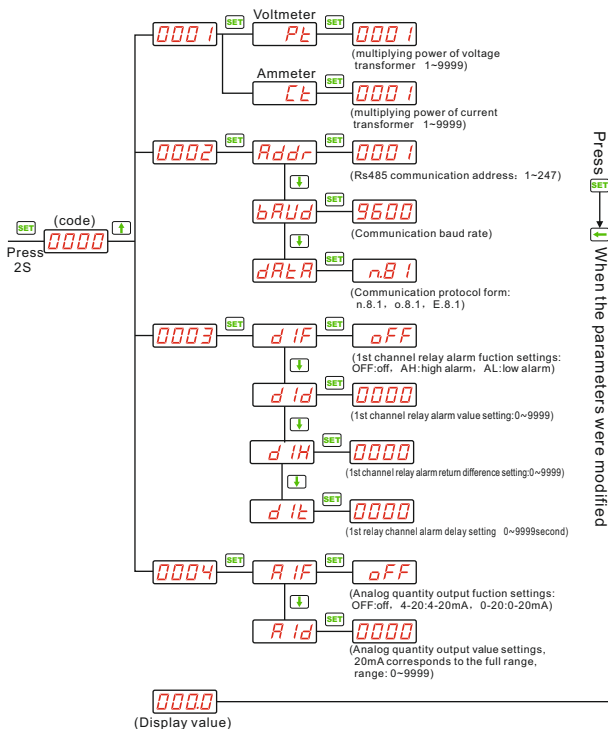 Voltmeter
0001 SET Pt SET 0001
(multiplying power of voltage
transformer 1~9999)
Ammeter
Ct SET 0001
(multiplying power of current
transformer 1~9999)
0002 SET Addr SET 0001
(Rs485 communication address: 1~247)
bAUd SET 9600
(Communication baud rate)
dAtA SET n.81
(Communication protocol form:
n.8.1, o.8.1, E.8.1)
SET
Press
2S
(code)
0000
0003 SET d1F SET oFF
(1st channel relay alarm fuction settings:
OFF:off, AH:high alarm, AL:low alarm)
d1d SET 0000
(1st channel relay alarm value setting:0~9999)
d1H SET 0000
(1st channel relay alarm return difference setting:0~9999)
d1t SET 0000
(1st relay channel alarm delay setting 0~9999second)
0004 SET A1F SET oFF
(Analog quantity output fuction settings:
OFF:off, 4-20:4-20mA, 0-20:0-20mA)
A1d SET 0000
(Analog quantity output value settings,
20mA corresponds to the full range,
range: 0~9999)
000.0
(Display value)
Press SET
When the parameters were modified